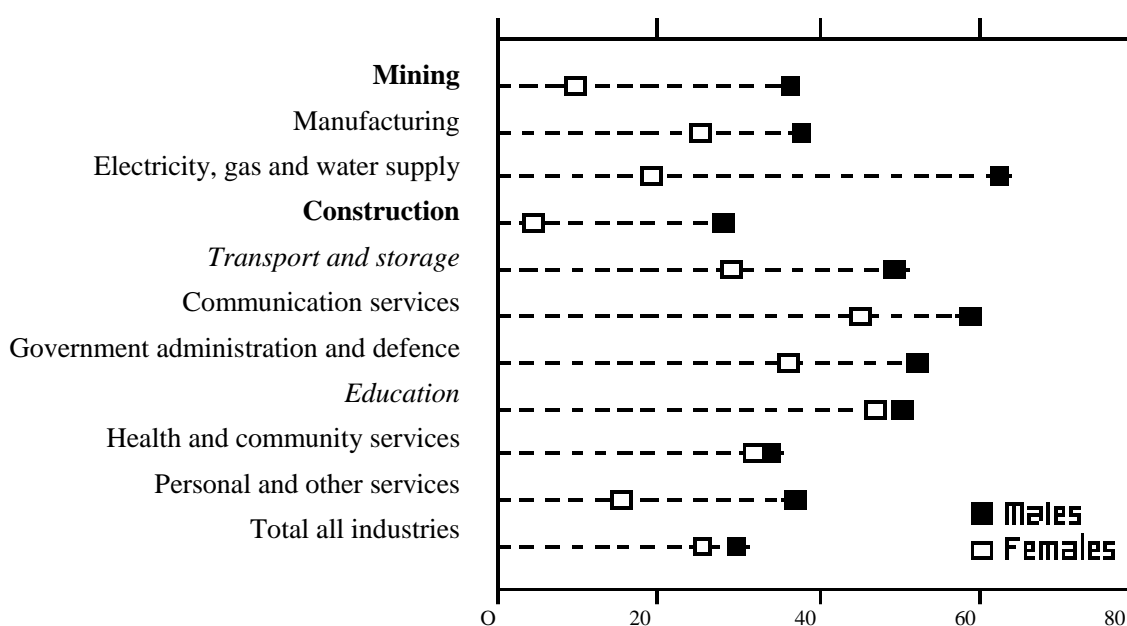 Mining
Manufacturing
Electricity, gas and water supply
Construction
Transport and storage
Communication services
Government administration and defence
Education
Health and community services
Personal and other services
Total all industries
Males
Females
O 20 40 60 80